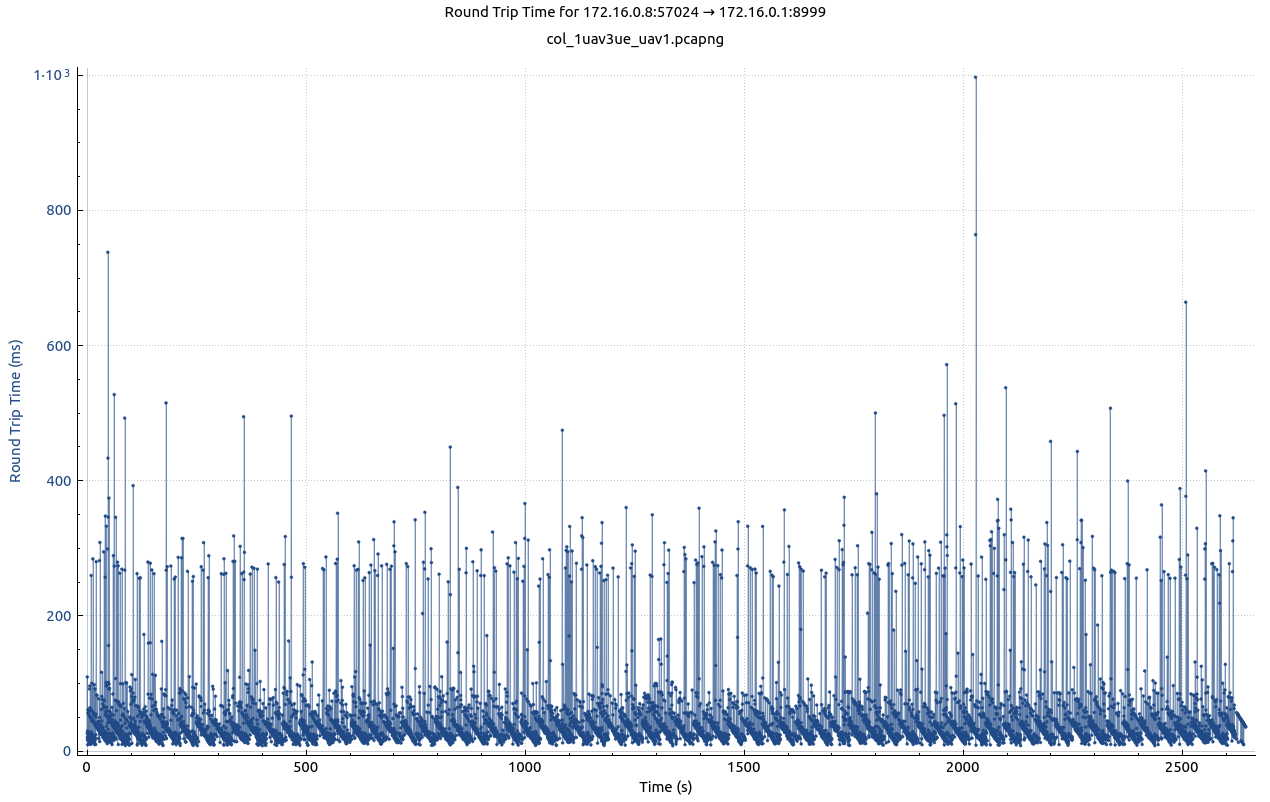 Round Trip Time for 172.16.0.8:57024 → 172.16.0.1:8999
col_1uav3ue_uav1.pcapng
1·10³
800
600
400
200
0
Round Trip Time (ms)
0 500 1000 1500 2000 2500
Time (s)